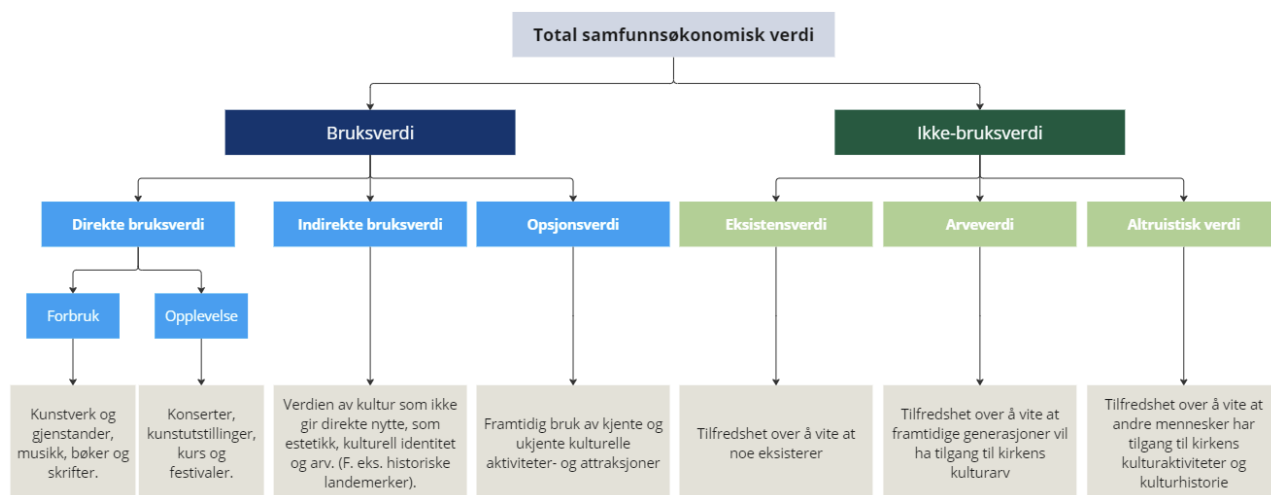 Total samfunnsøkonomisk verdi
Bruksverdi
Ikke-bruksverdi
Direkte bruksverdi
Indirekte bruksverdi
Opsjonsverdi
Eksistensverdi
Arveverdi
Altruistisk verdi
Forbruk
Opplevelse
Kunstverk og
gjenstander,
musikk, bøker og
skrifter.
Konserter,
kunstutstillinger,
kurs og
festivaler.
Verdien av kultur som ikke
gir direkte nytte, som
estetikk, kulturell identitet
og arv. (F. eks. historiske
landemerker).
Framtidig bruk av kjente og
ukjente kulturelle
aktiviteter- og attraksjoner
Tilfredshet over å vite at
noe eksisterer
Tilfredshet over å vite at
framtidige generasjoner vil
ha tilgang til kirkens
kulturarv
Tilfredshet over å vite at
andre mennesker har
tilgang til kirkens
kulturaktiviteter og
kulturhistorie